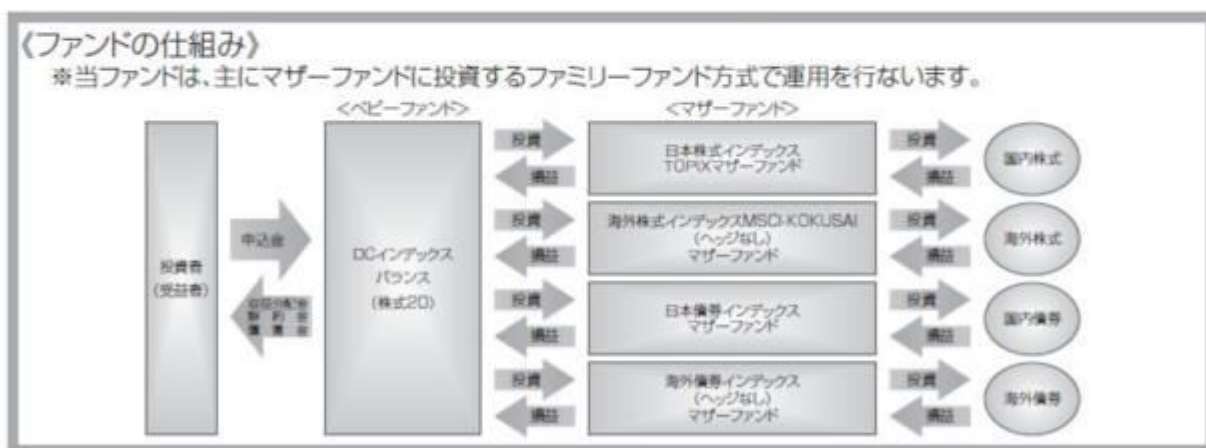 《ファンドの仕組み》
※当ファンドは、主にマザーファンドに投資するファミリーファンド方式で運用を行ないます。
<ベビーファンド>
<マザーファンド>
投資者
(受益者)
申込金
収益分配金
解約金
償還金
DCインデックス
バランス
(株式20)
投資
損益
日本株式インデックス
TOPIXマザーファンド
投資
損益
国内株式
投資
損益
海外株式インデックスMSCI-KOKUSAI
(ヘッジなし)
マザーファンド
投資
損益
海外株式
投資
損益
日本債券インデックス
マザーファンド
投資
損益
国内債券
投資
損益
海外債券インデックス
(ヘッジなし)
マザーファンド
投資
損益
海外債券